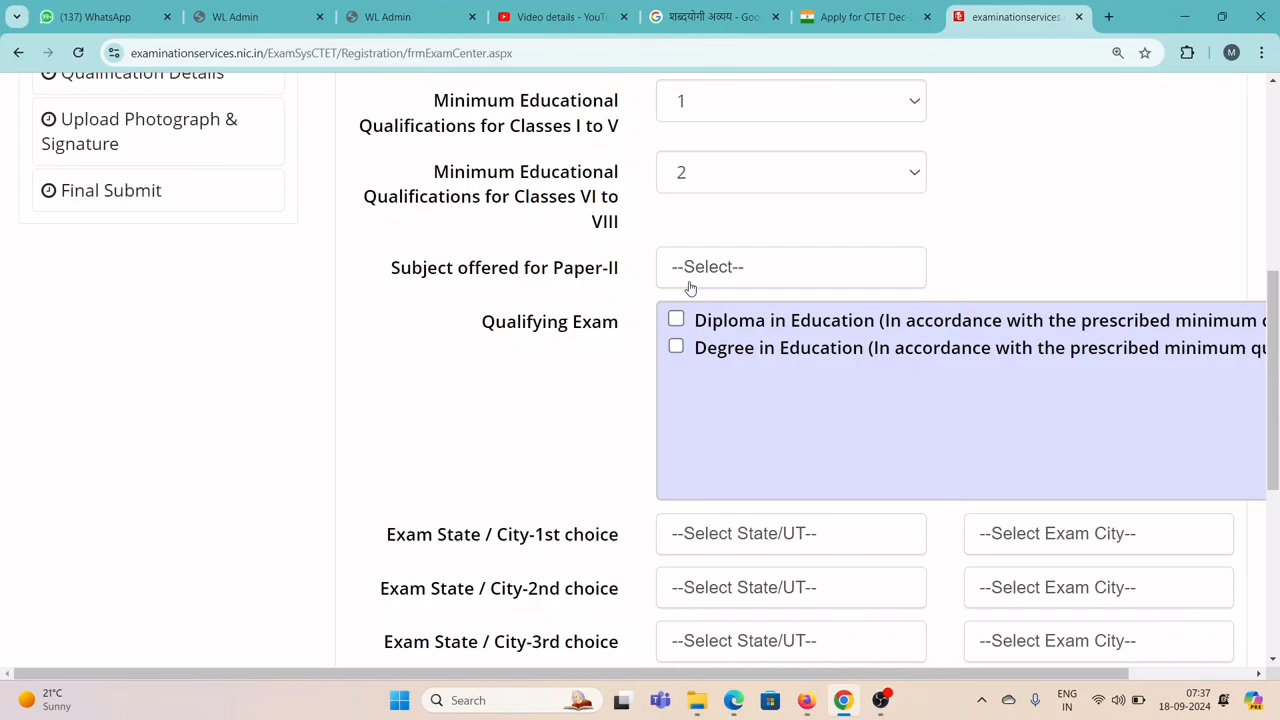 (137) WhatsApp
WL Admin
WL Admin
Video details - YouTu
शब्दयोगी अव्यय - Goo
Apply for CTET Dec-2
examinationservices.
examinationservices.nic.in/ExamSysCTET/Registration/frmExamCenter.aspx
M
Qualification Details
Upload Photograph &
Signature
Final Submit
Minimum Educational
Qualifications for Classes I to V
1
Minimum Educational
Qualifications for Classes VI to
VIII
2
Subject offered for Paper-II
--Select--
Qualifying Exam
Diploma in Education (In accordance with the prescribed minimum
Degree in Education (In accordance with the prescribed minimum qu
Exam State / City-1st choice
--Select State/UT--
--Select Exam City--
Exam State / City-2nd choice
--Select State/UT--
--Select Exam City--
Exam State / City-3rd choice
--Select State/UT--
--Select Exam City--
21°C
Sunny
Search
ENG
IN
07:37
18-09-2024